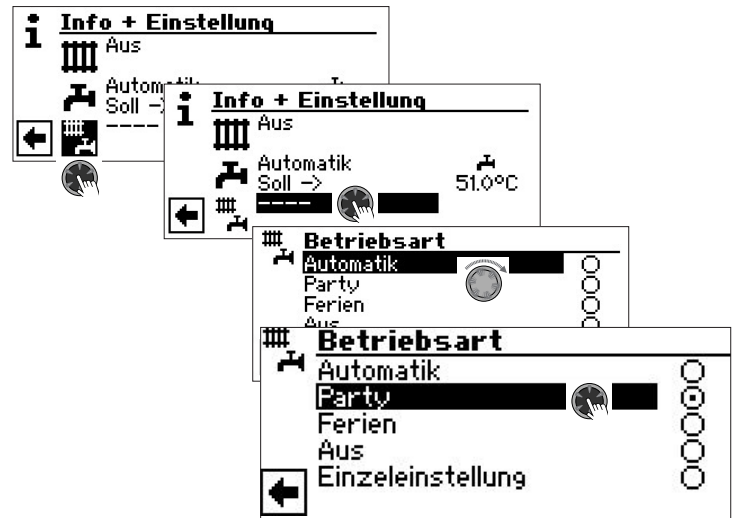 i Info + Einstellung
Aus
Automatik
Soll ->
----
i Info + Einstellung
Aus
Automatik
Soll -> 51.0°C
----
Betriebsart
Automatik
Party
Ferien
Aus
Betriebsart
Automatik
Party
Ferien
Aus
Einzeleinstellung